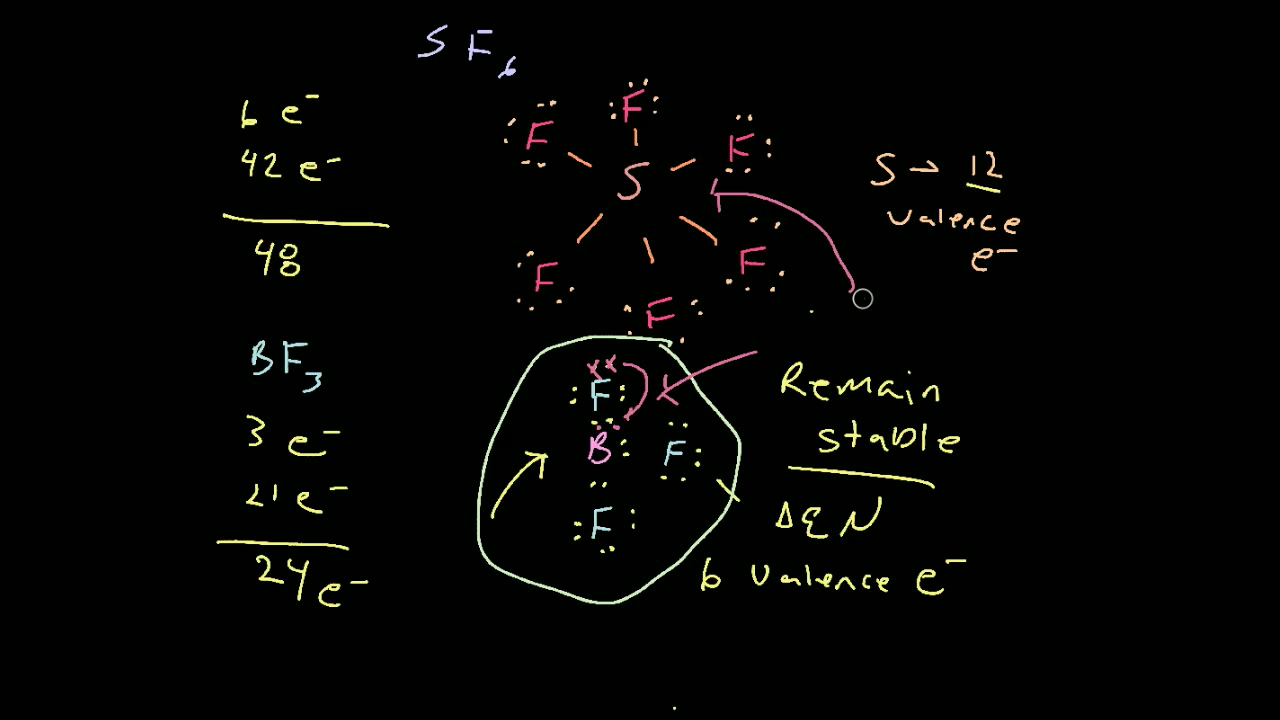 SF₆
6 e⁻
42 e⁻
48
F
F
F
S
F
F
F
S → 12
valence
e⁻
BF₃
3 e⁻
21 e⁻
24 e⁻
F
B
F
F
Remain
stable
ΔEN
6 valence e⁻